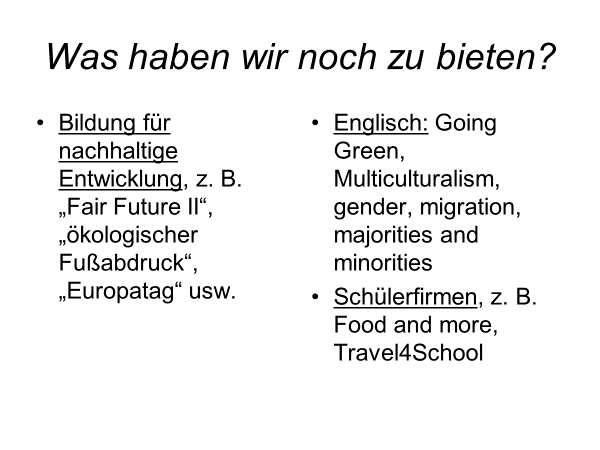 Was haben wir noch zu bieten?
• Bildung für
nachhaltige
Entwicklung, z. B.
„Fair Future II“,
„ökologischer
Fußabdruck“,
„Europatag“ usw.
• Englisch: Going
Green,
Multiculturalism,
gender, migration,
majorities and
minorities
• Schülerfirmen, z. B.
Food and more,
Travel4School